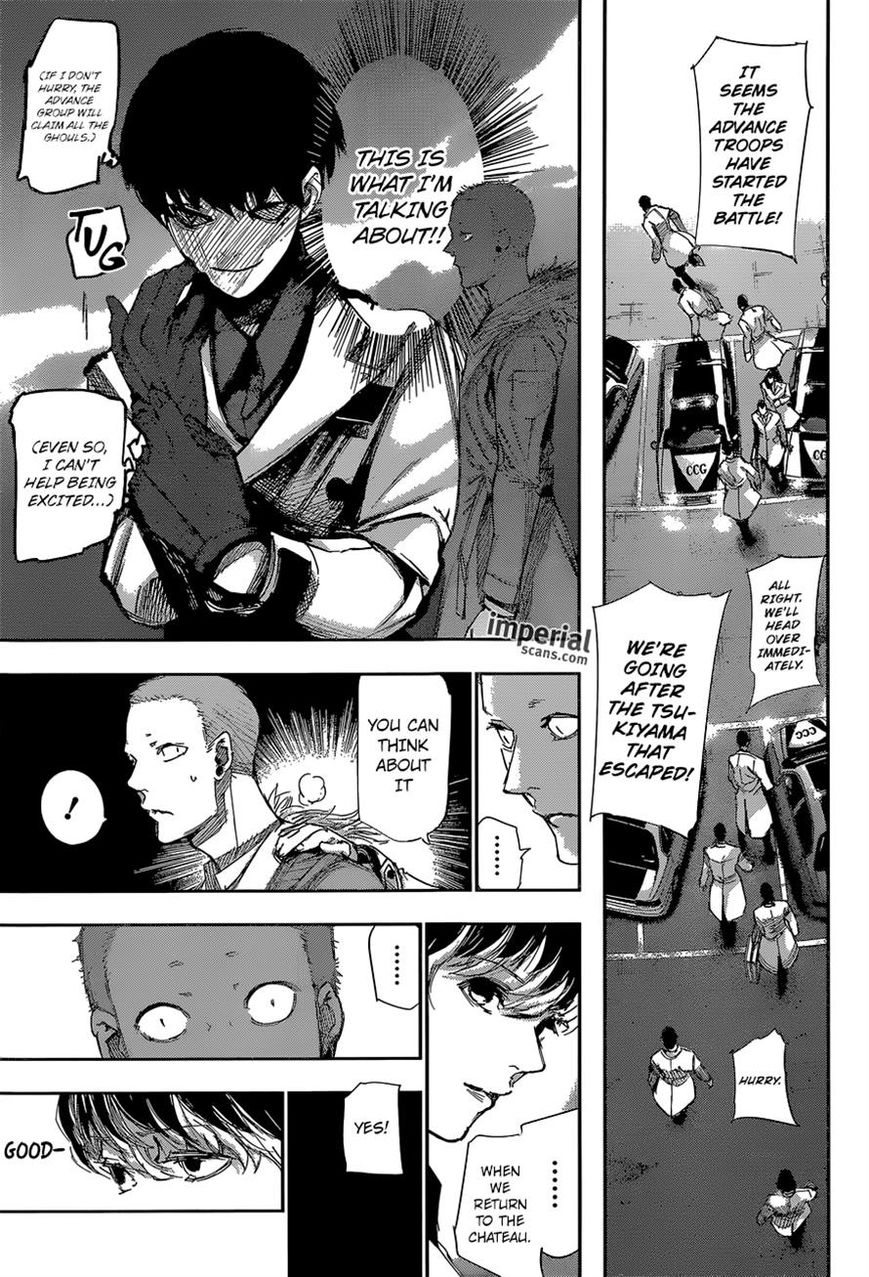 IT
SEEMS
THE
ADVANCE
TROOPS
HAVE
STARTED
THE
BATTLE!
CCG
CCG
ALL
RIGHT.
WE'LL
HEAD
OVER
IMMEDI-
ATELY.
WE'RE
GOING
AFTER
THE TSU-
KIYAMA
THAT
ESCAPED!
CCG
HURRY.
THIS IS
WHAT I'M
TALKING
ABOUT!!
(IF I DON'T
HURRY, THE
ADVANCE
GROUP WILL
CLAIM ALL THE
GHOULS.)
TUG
(EVEN SO,
I CAN'T
HELP BEING
EXCITED...)
imperial
scans.com
......
YOU CAN
THINK
ABOUT
IT
!
......
......
WHEN
WE
RETURN
TO THE
CHATEAU.
YES!
GOOD-